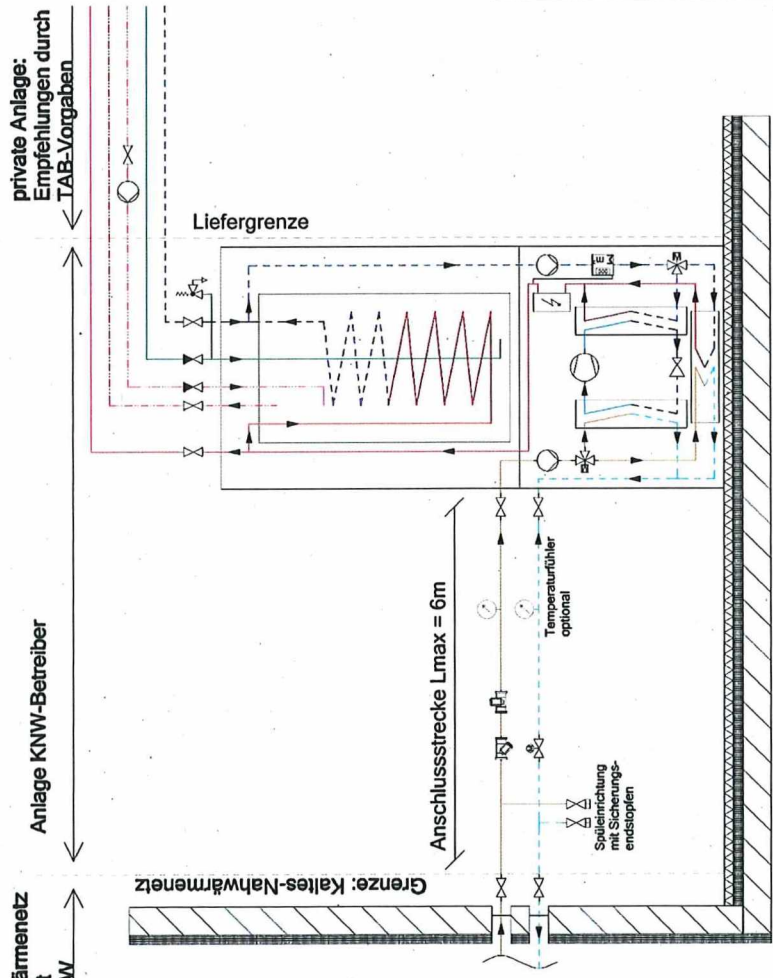 private Anlage:
Empfehlungen durch
TAB-Vorgaben
Liefergrenze
Anlage KNW-Betreiber
Anschlussstrecke Lmax = 6m
Temperaturfühler
optional
Spüleinrichtung
mit Sicherungs-
endstopfen
Grenze: Kaltes-Nahwärmenetz
M
M